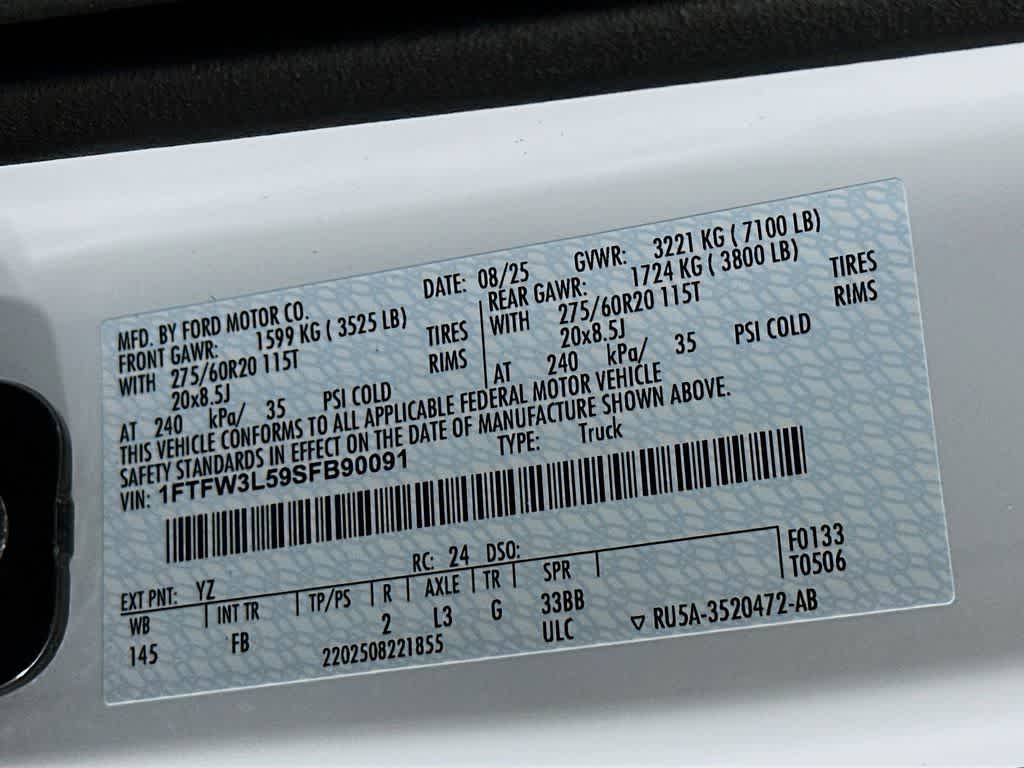 MFD. BY FORD MOTOR CO. DATE: 08/25 GVWR: 3221 KG ( 7100 LB)
FRONT GAWR: 1599 KG ( 3525 LB) REAR GAWR: 1724 KG ( 3800 LB)
WITH 275/60R20 115T TIRES WITH 275/60R20 115T TIRES
20x8.5J RIMS 20x8.5J RIMS
AT 240 kPa/ 35 PSI COLD AT 240 kPa/ 35 PSI COLD
THIS VEHICLE CONFORMS TO ALL APPLICABLE FEDERAL MOTOR VEHICLE
SAFETY STANDARDS IN EFFECT ON THE DATE OF MANUFACTURE SHOWN ABOVE.
VIN: 1FTFW3L59SFB90091 TYPE: Truck
EXT PNT: YZ RC: 24 DSO: F0133
WB INT TR TP/PS R AXLE TR SPR T0506
145 FB 2 L3 G 33BB
2202508221855 ULC ▽ RU5A-3520472-AB